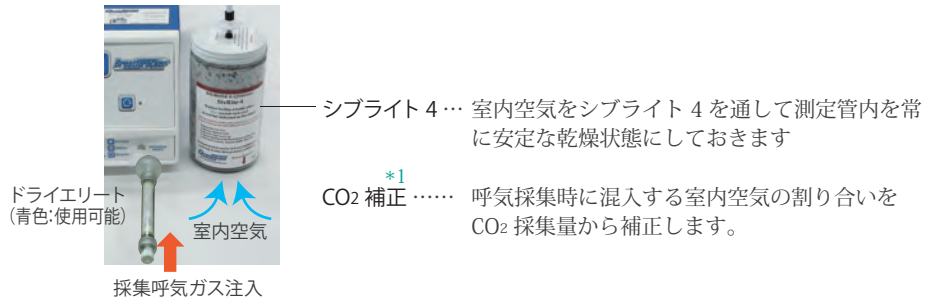 シブライト 4 … 室内空気をシブライト 4 を通して測定管内を常
に安定な乾燥状態にしておきます
*1
CO2 補正 …… 呼気採集時に混入する室内空気の割り合いを
CO2 採集量から補正します。
ドライエリート
（青色：使用可能）
室内空気
採集呼気ガス注入